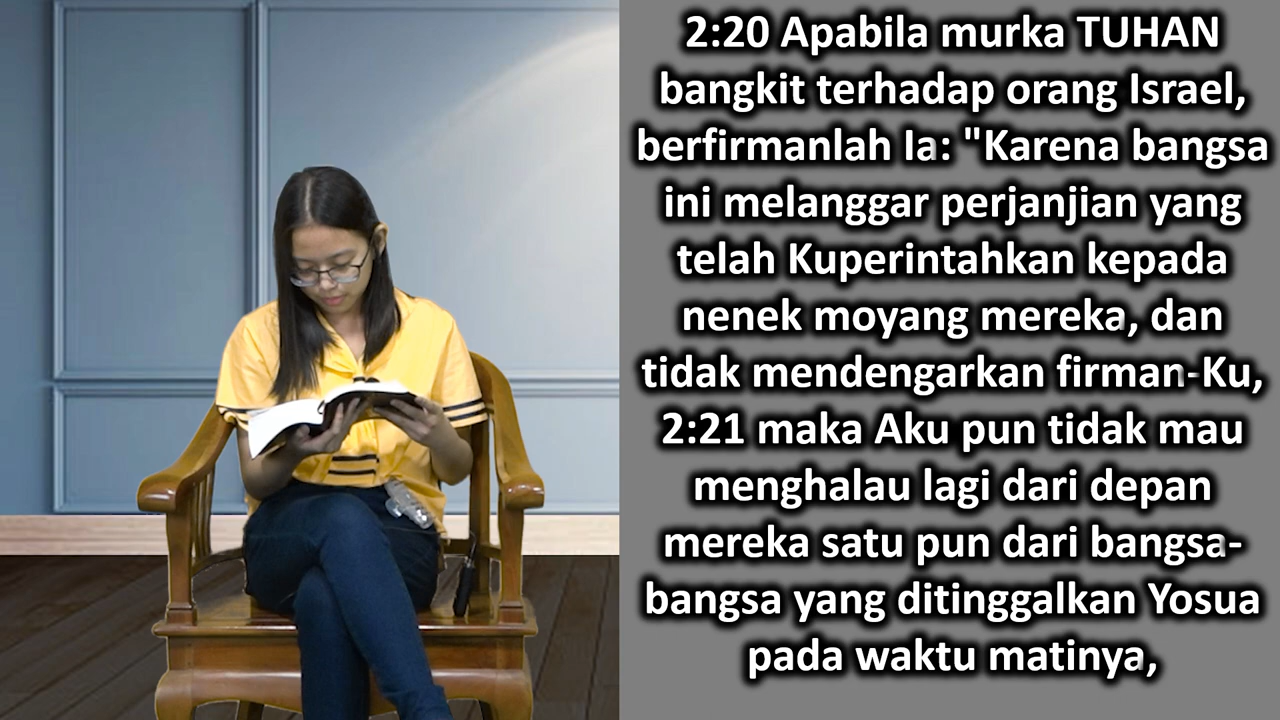 2:20 Apabila murka TUHAN
bangkit terhadap orang Israel,
berfirmanlah Ia: "Karena bangsa
ini melanggar perjanjian yang
telah Kuperintahkan kepada
nenek moyang mereka, dan
tidak mendengarkan firman-Ku,
2:21 maka Aku pun tidak mau
menghalau lagi dari depan
mereka satu pun dari bangsa-
bangsa yang ditinggalkan Yosua
pada waktu matinya,